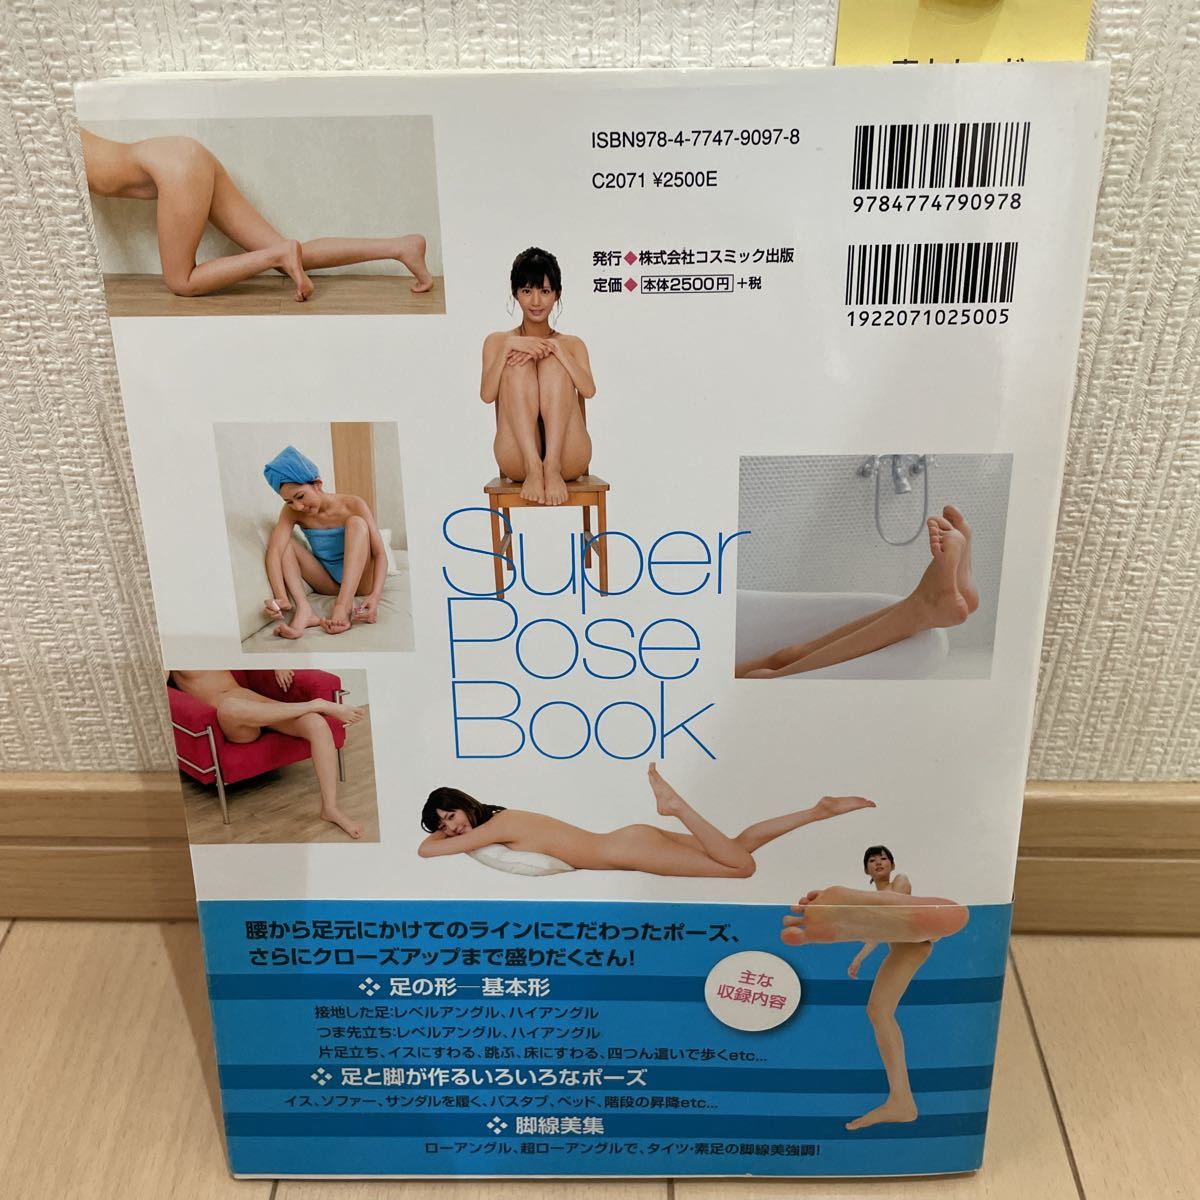 ISBN978-4-7747-9097-8
C2071 ¥2500E
9784774790978
発行◆株式会社コスミック出版
定価◆本体2500円+税
1922071025005
Super
Pose
Book
腰から足元にかけてのラインにこだわったポーズ、
さらにクローズアップまで盛りだくさん!
主な
収録内容
足の形―基本形
接地した足:レベルアングル、ハイアングル
つま先立ち:レベルアングル、ハイアングル
片足立ち、イスにすわる、跳ぶ、床にすわる、四つん這いで歩くetc...
足と脚が作るいろいろなポーズ
イス、ソファー、サンダルを履く、バスタブ、ベッド、階段の昇降etc...
脚線美集
ローアングル、超ローアングルで、タイツ・素足の脚線美強調!